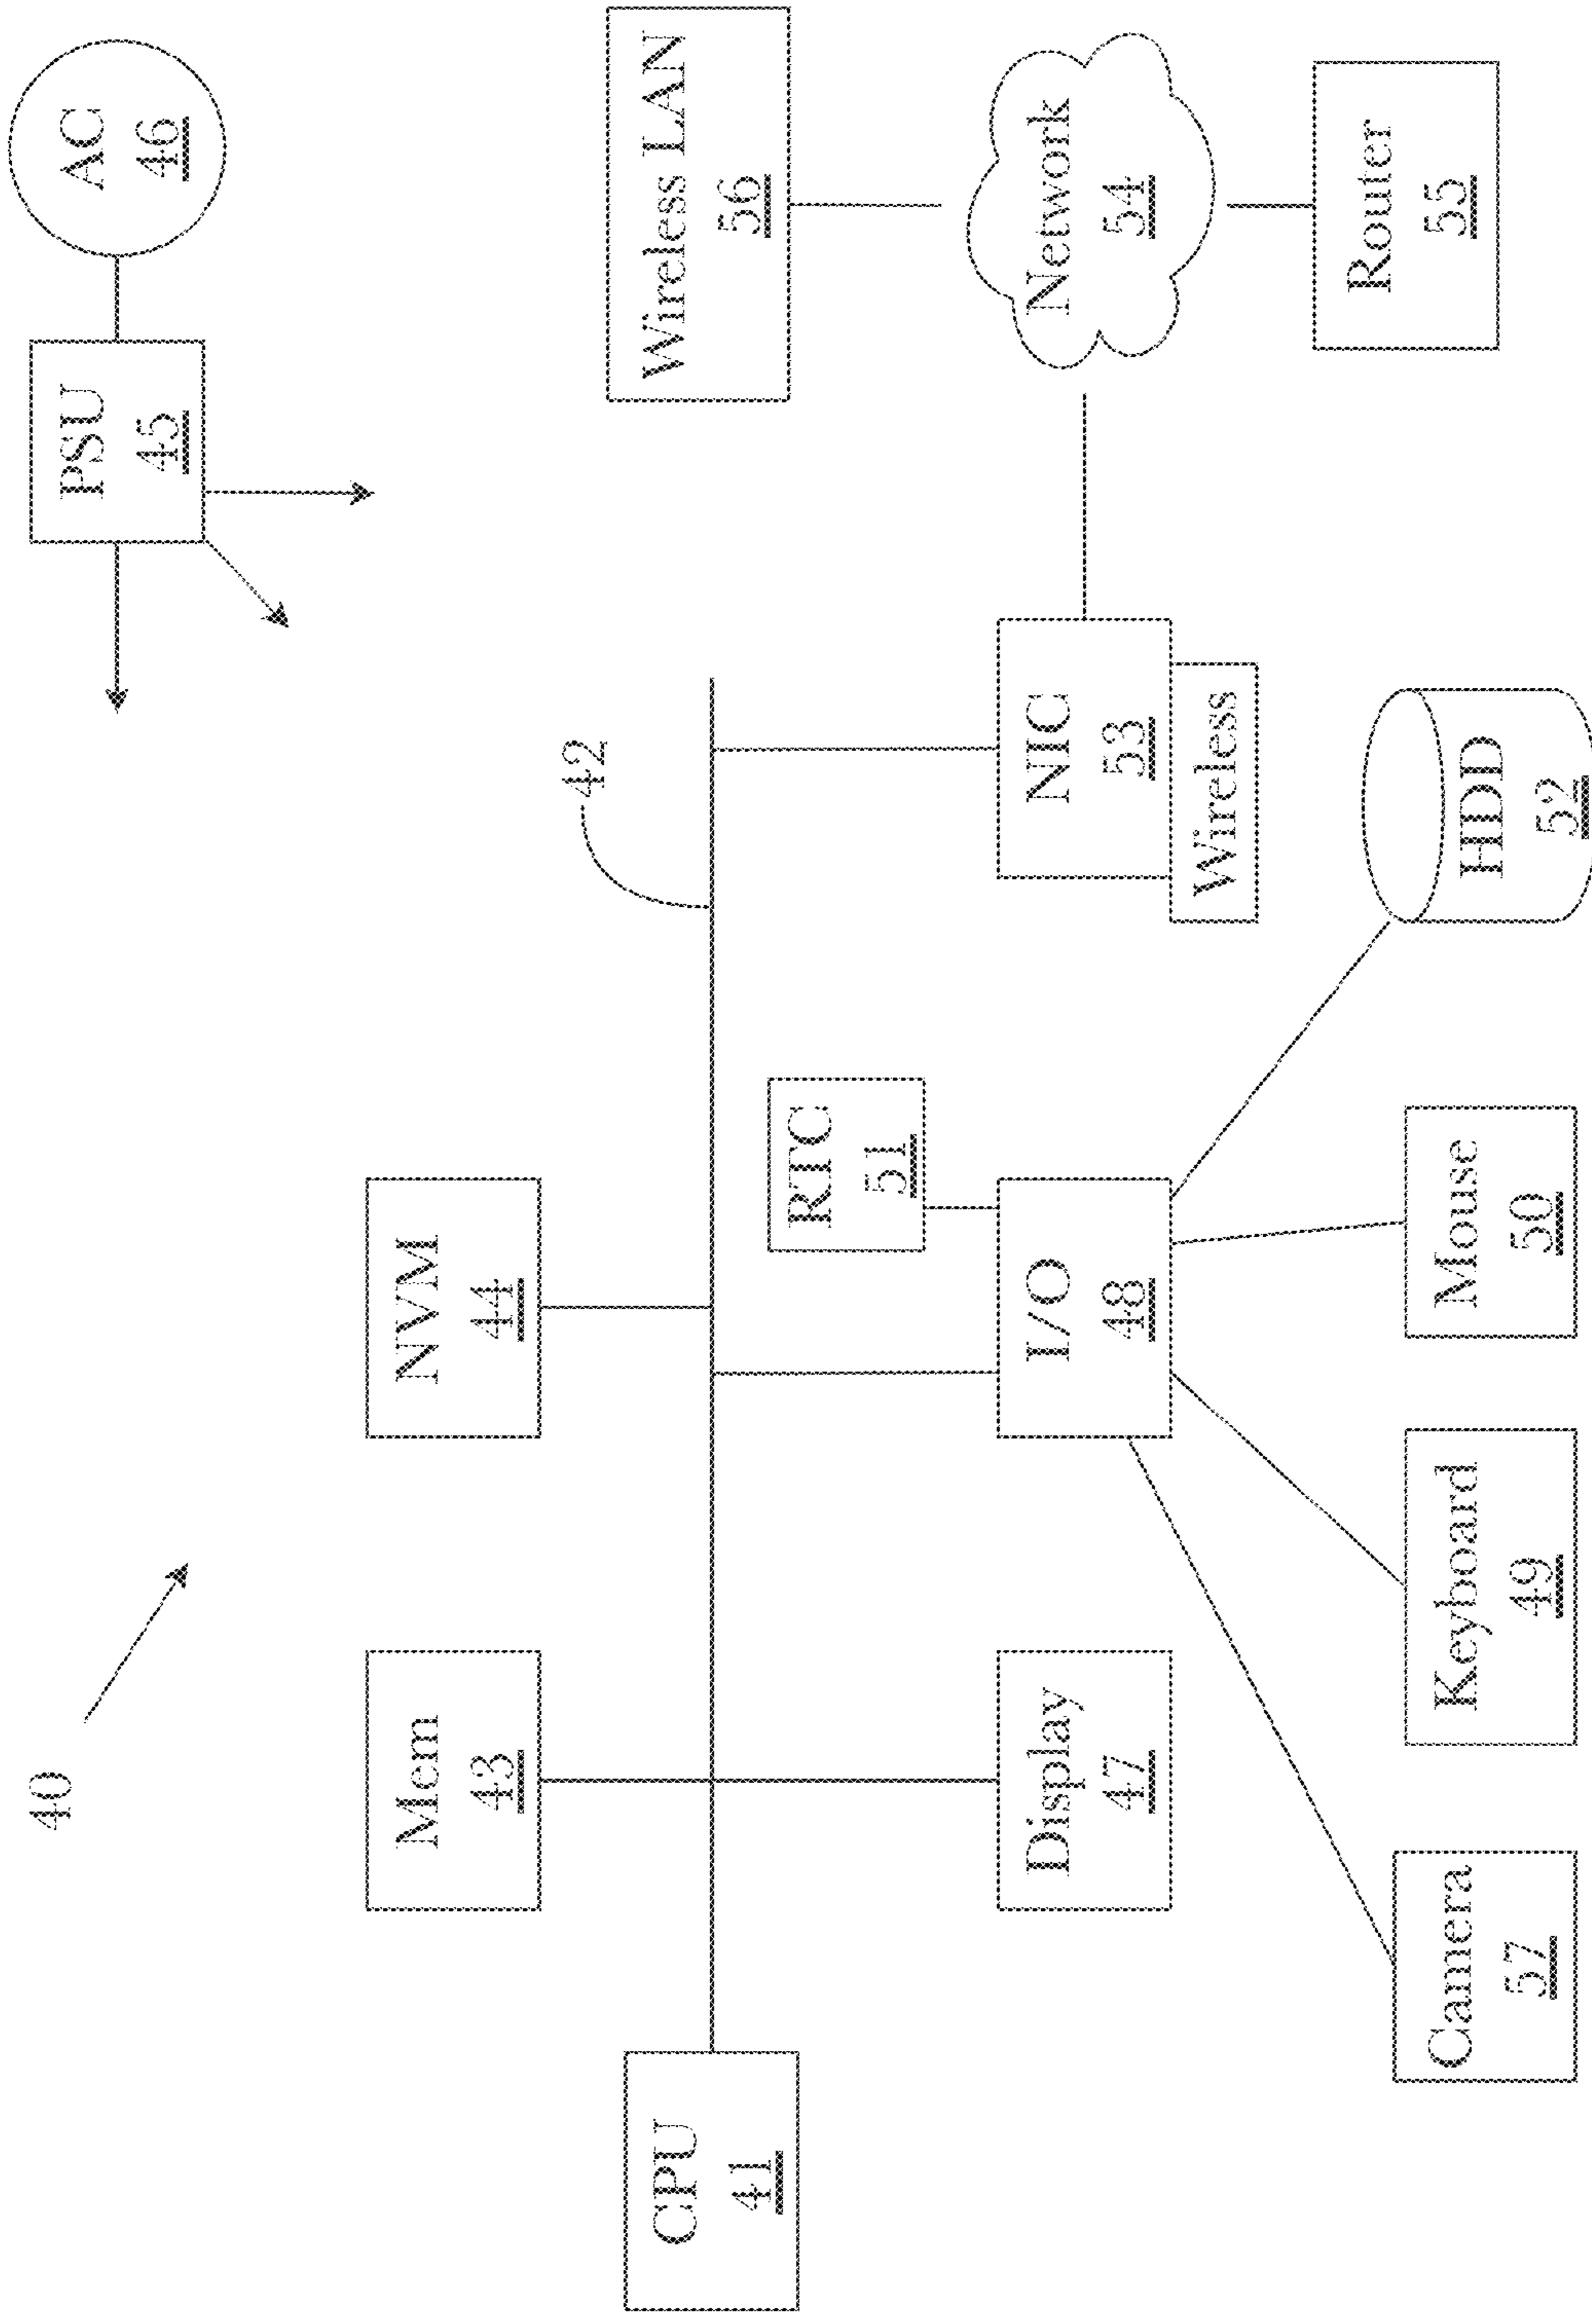 40
PSU
45
AC
46
Mem
43
NVM
44
42
Wireless LAN
56
CPU
41
RTC
51
Display
47
I/O
48
NIC
53
Wireless
Network
54
Camera
57
Keyboard
49
Mouse
50
HDD
52
Router
55